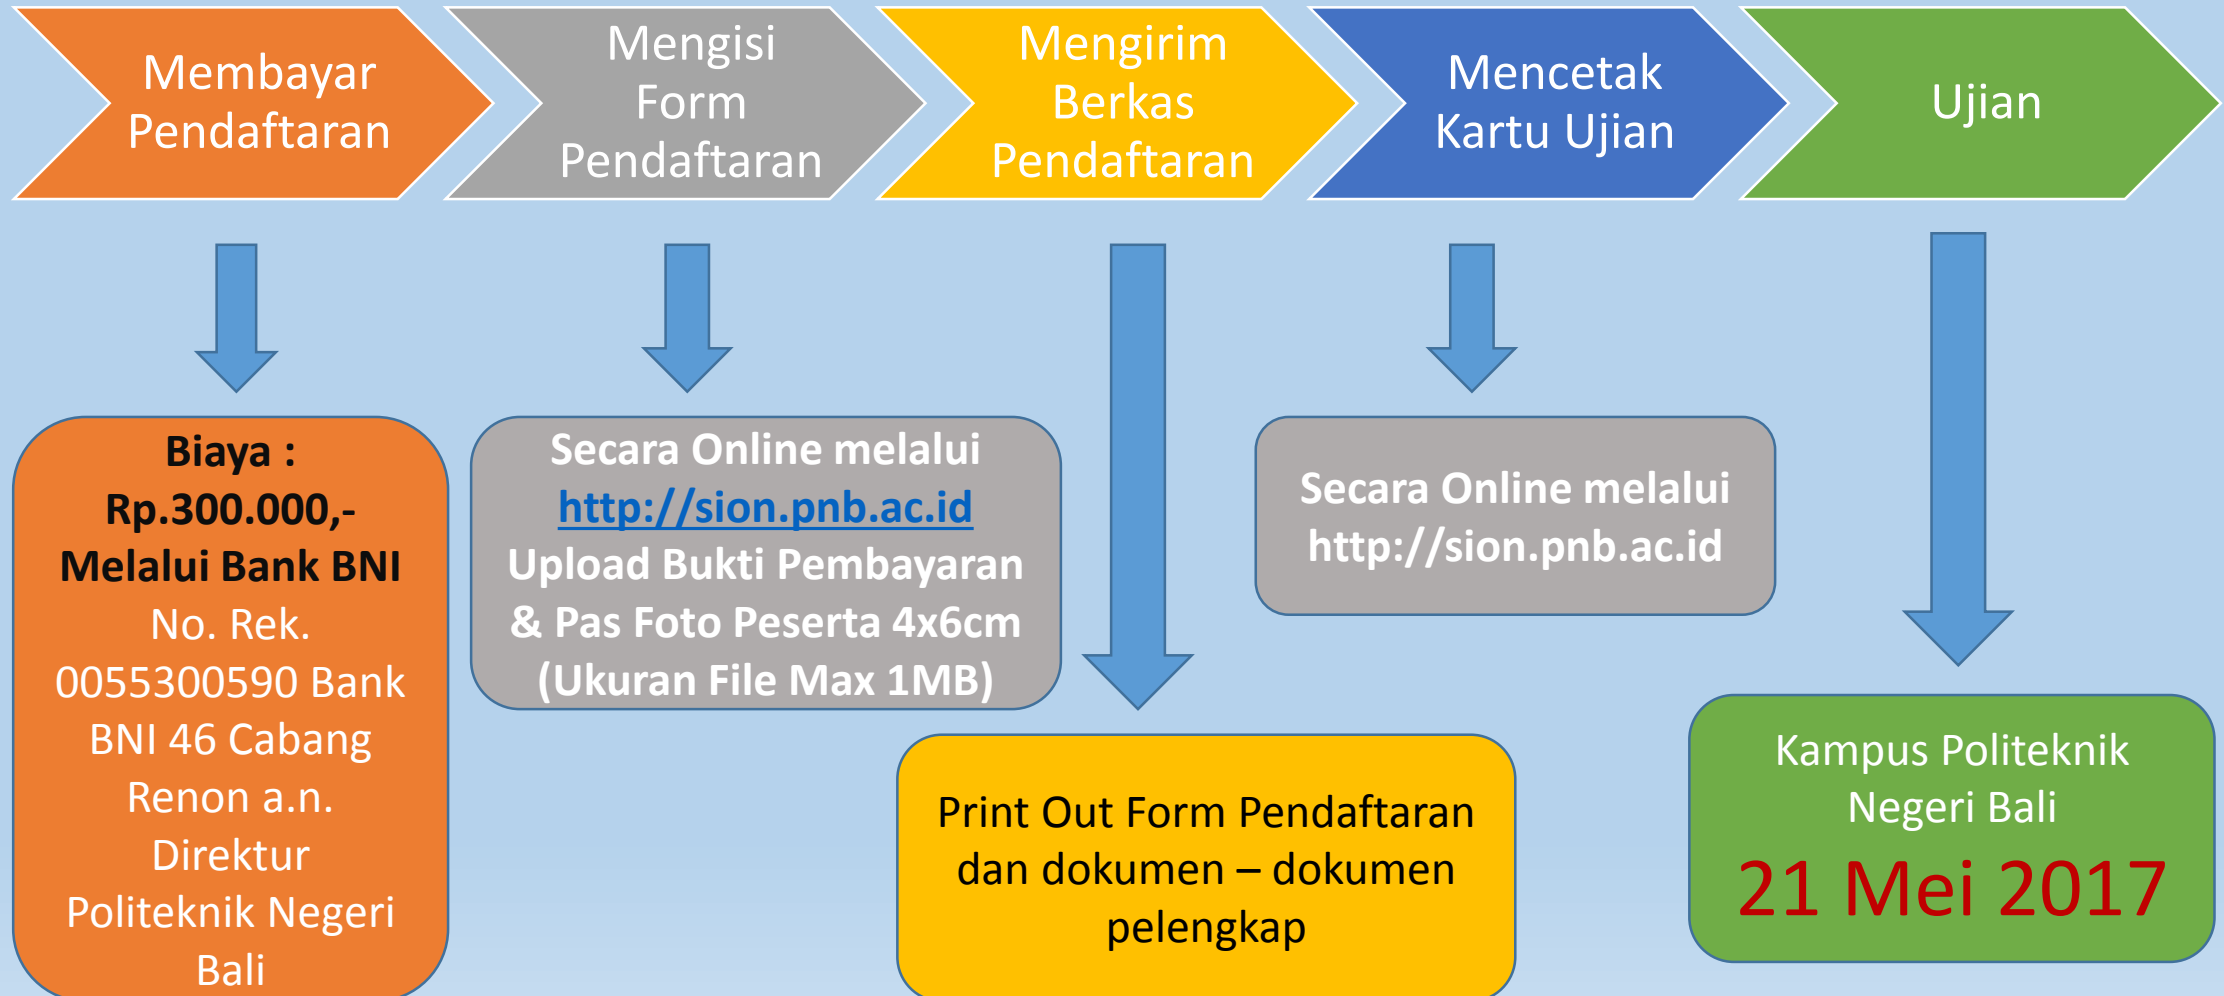 Membayar
Pendaftaran
Mengisi
Form
Pendaftaran
Mengirim
Berkas
Pendaftaran
Mencetak
Kartu Ujian
Ujian
Biaya :
Rp.300.000,-
Melalui Bank BNI
No. Rek.
0055300590 Bank
BNI 46 Cabang
Renon a.n.
Direktur
Politeknik Negeri
Bali
Secara Online melalui
http://sion.pnb.ac.id
Upload Bukti Pembayaran
& Pas Foto Peserta 4x6cm
(Ukuran File Max 1MB)
Print Out Form Pendaftaran
dan dokumen – dokumen
pelengkap
Secara Online melalui
http://sion.pnb.ac.id
Kampus Politeknik
Negeri Bali
21 Mei 2017